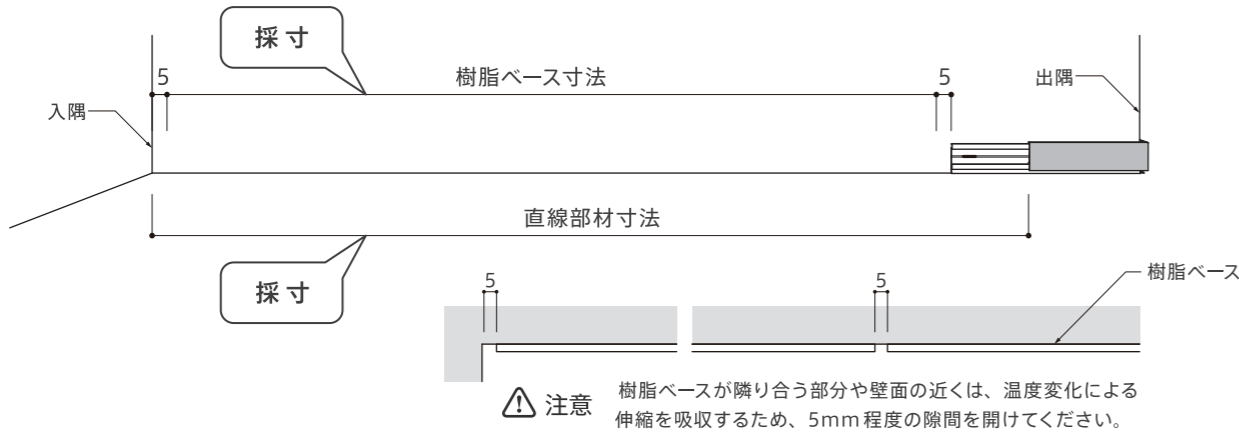 採寸
5
樹脂ベース寸法
5
出隅
入隅
直線部材寸法
採寸
5
5
樹脂ベース
注意
樹脂ベースが隣り合う部分や壁面の近くは、温度変化による
伸縮を吸収するため、5mm程度の隙間を開けてください。